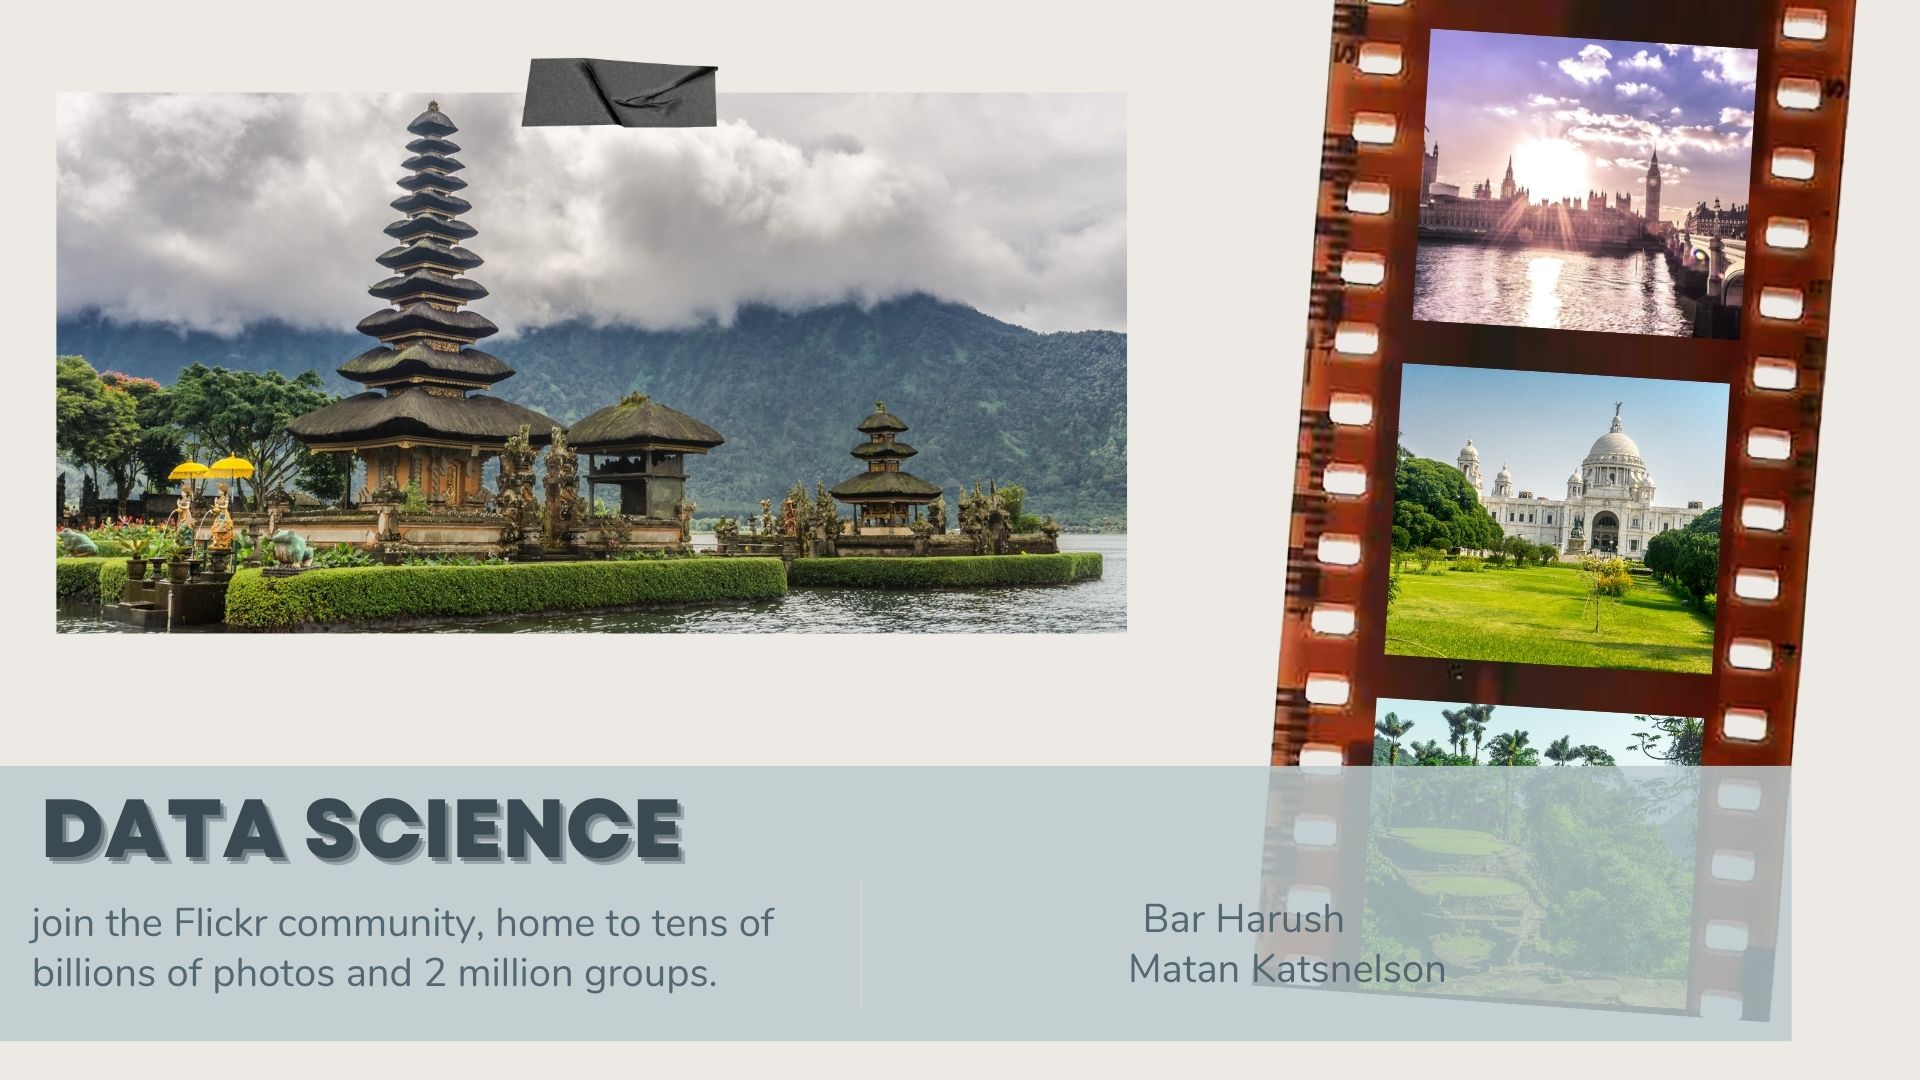 DATA SCIENCE
join the Flickr community, home to tens of
billions of photos and 2 million groups.
Bar Harush
Matan Katsnelson